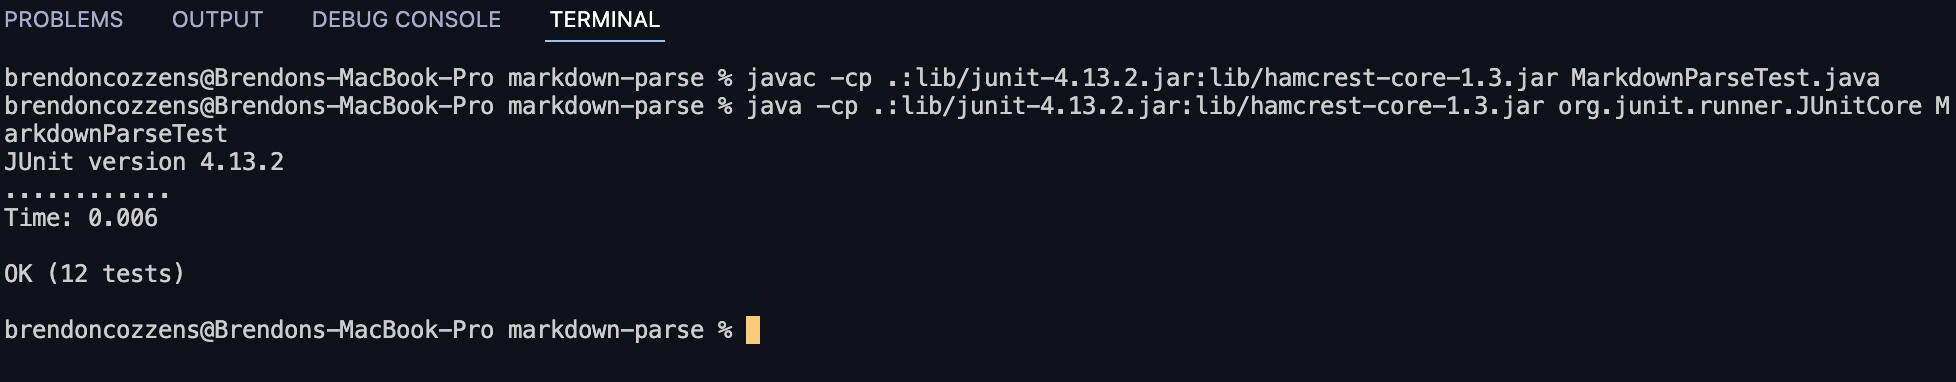 PROBLEMS OUTPUT DEBUG CONSOLE TERMINAL
brendoncozzens@Brendons-MacBook-Pro markdown-parse % javac -cp .:lib/junit-4.13.2.jar:lib/hamcrest-core-1.3.jar MarkdownParseTest.java
brendoncozzens@Brendons-MacBook-Pro markdown-parse % java -cp .:lib/junit-4.13.2.jar:lib/hamcrest-core-1.3.jar org.junit.runner.JUnitCore M
arkdownParseTest
JUnit version 4.13.2
............
Time: 0.006
OK (12 tests)
brendoncozzens@Brendons-MacBook-Pro markdown-parse %